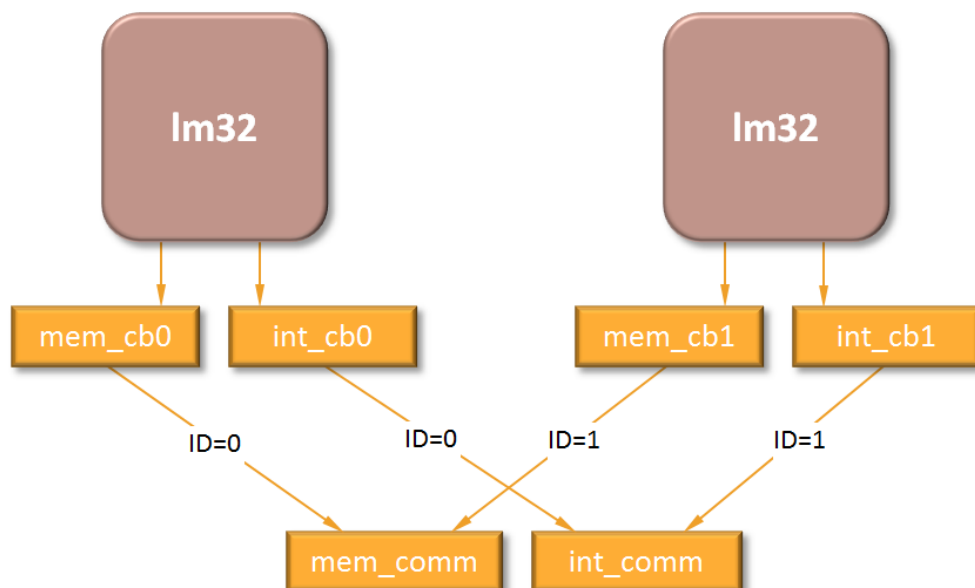 lm32
lm32
mem_cb0
int_cb0
mem_cb1
int_cb1
ID=0
ID=0
ID=1
ID=1
mem_comm
int_comm